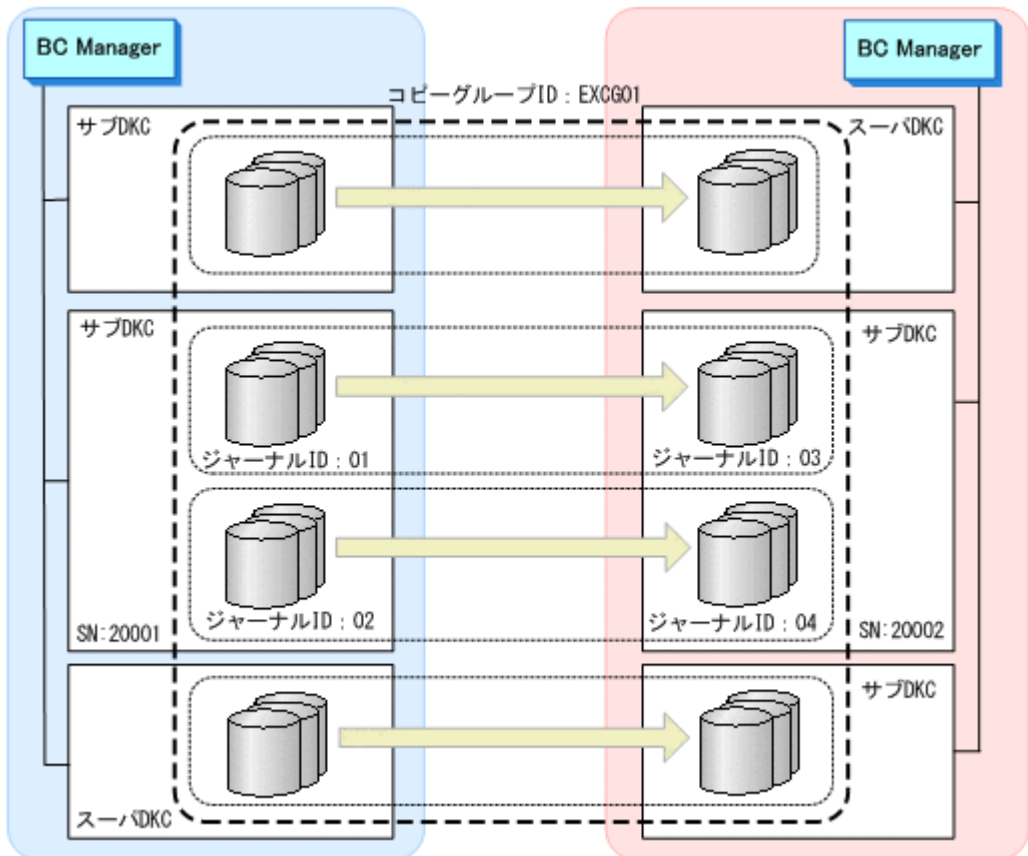 BC Manager
BC Manager
コピーグループID：EXCG01
サブDKC
スーパDKC
サブDKC
サブDKC
ジャーナルID：01
ジャーナルID：03
ジャーナルID：02
ジャーナルID：04
SN:20001
SN:20002
サブDKC
スーパDKC